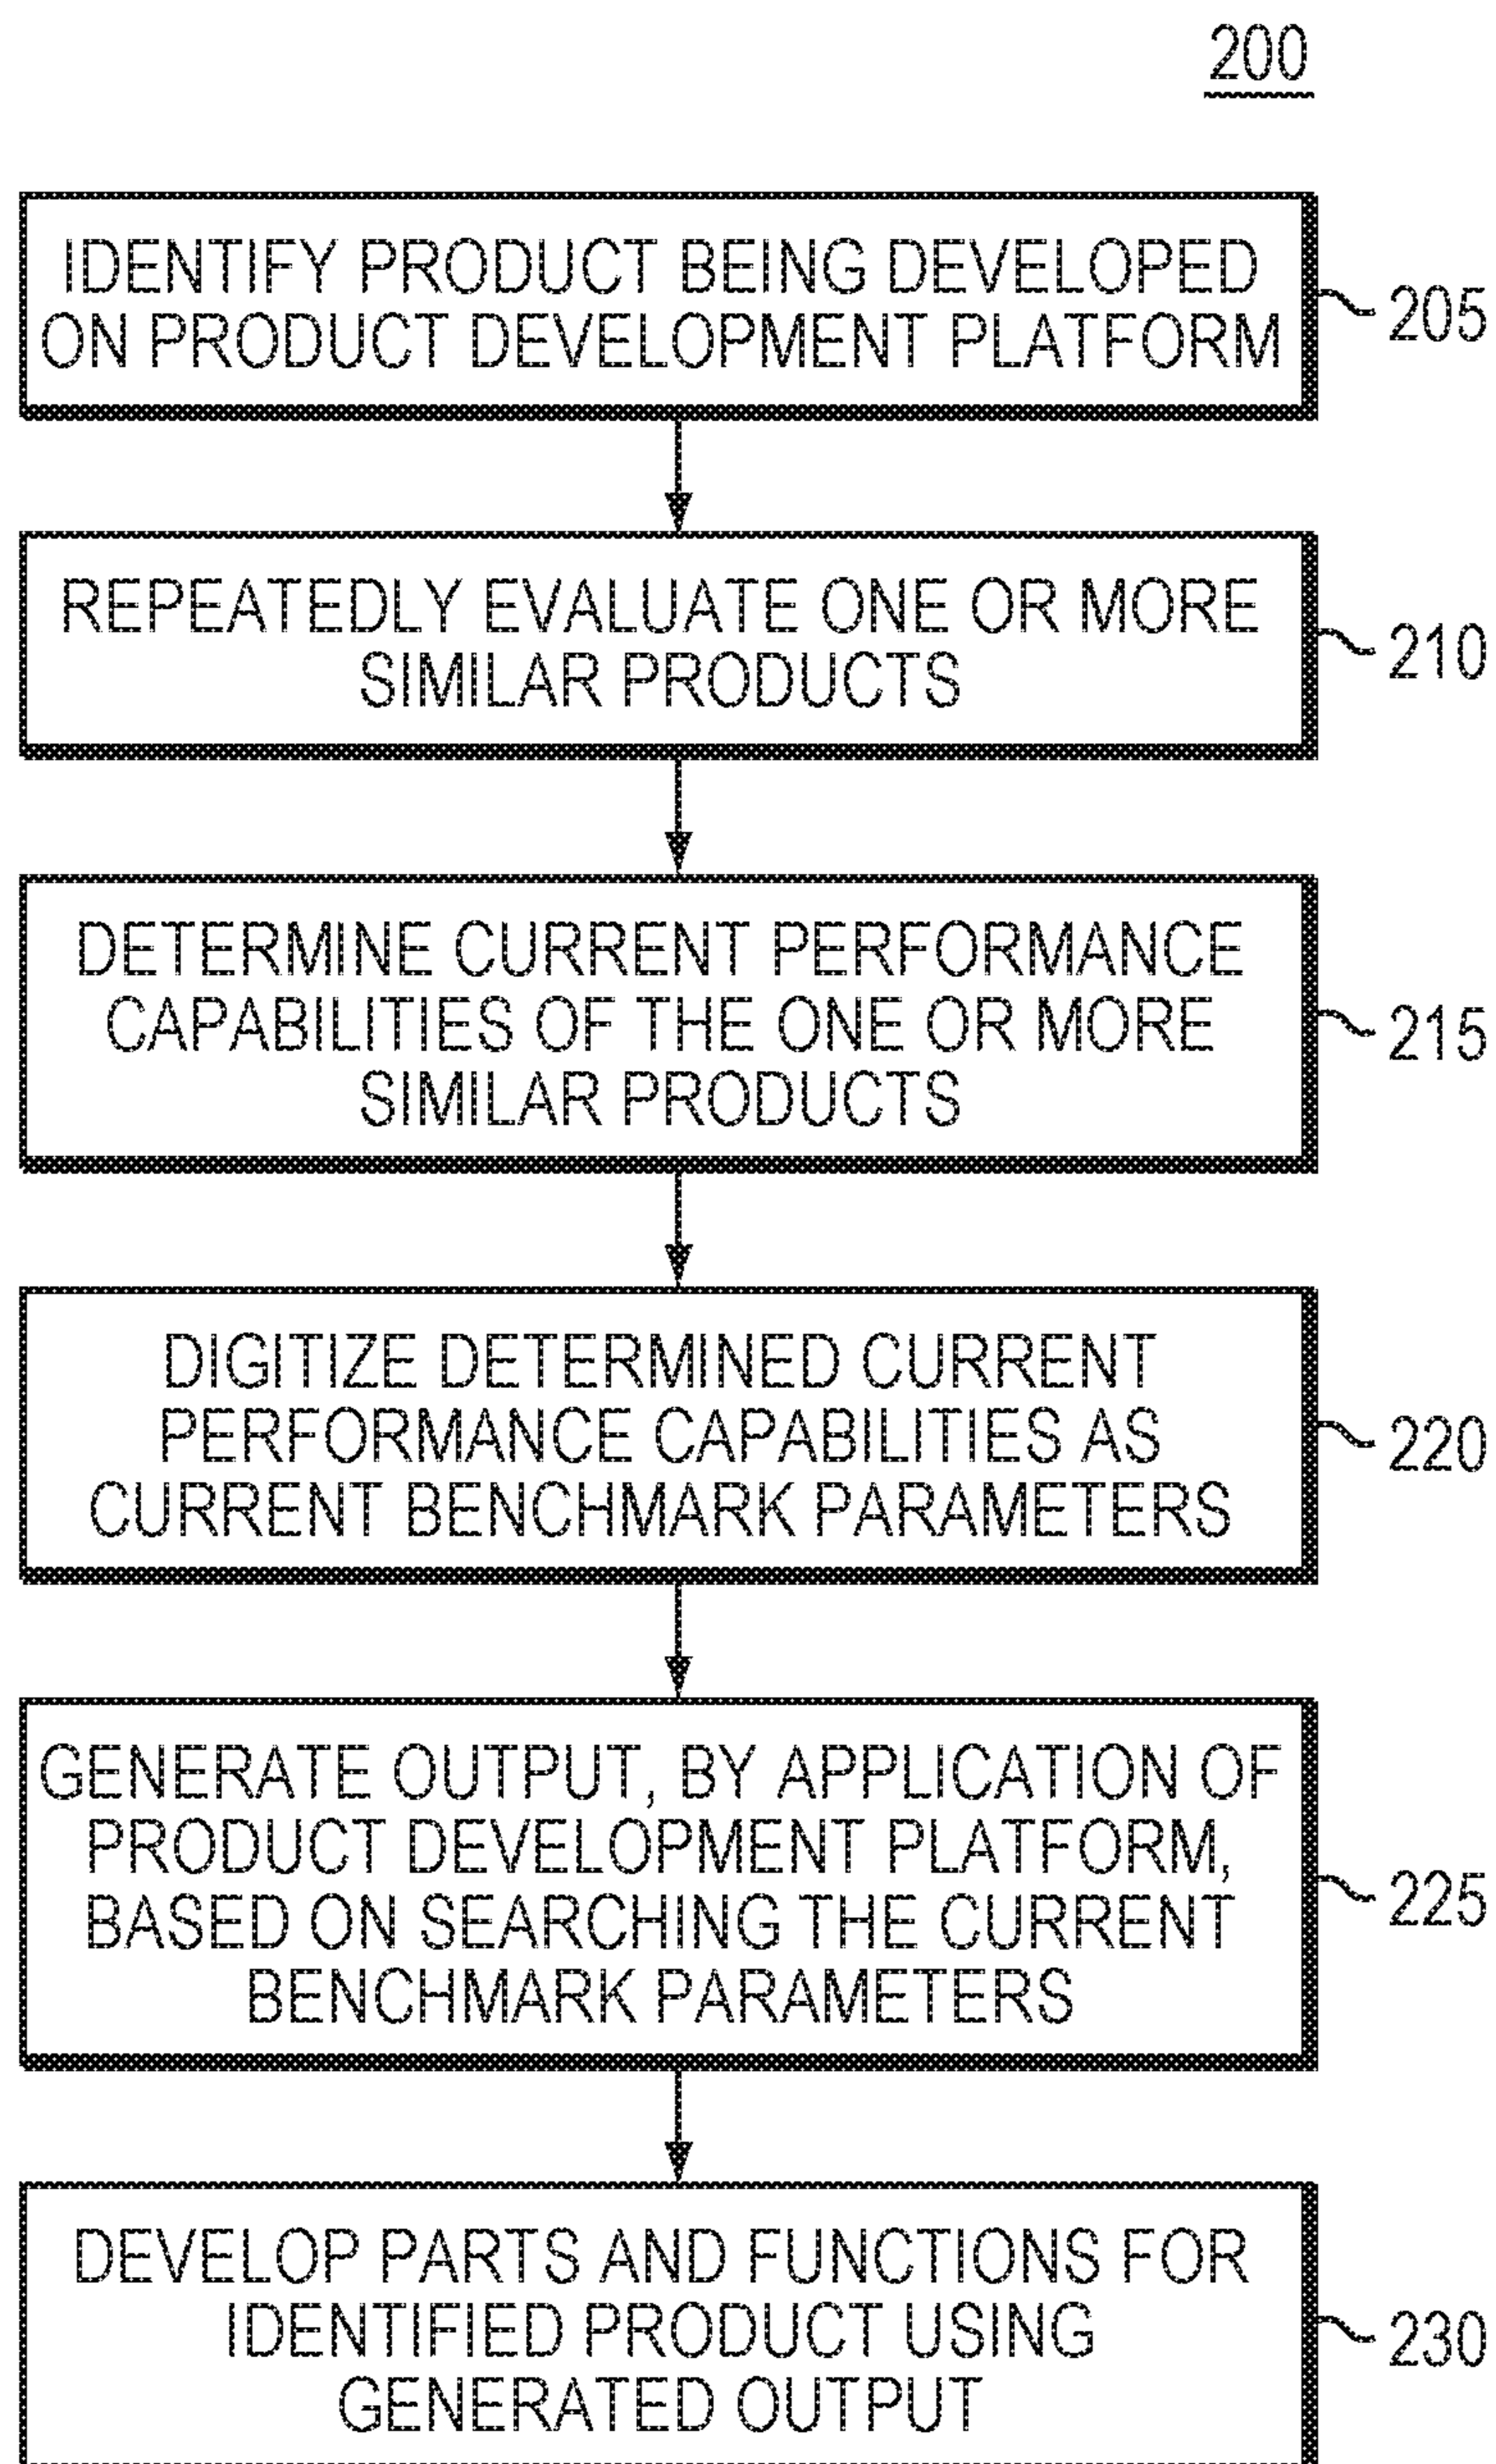 200
IDENTIFY PRODUCT BEING DEVELOPED
ON PRODUCT DEVELOPMENT PLATFORM
205
REPEATEDLY EVALUATE ONE OR MORE
SIMILAR PRODUCTS
210
DETERMINE CURRENT PERFORMANCE
CAPABILITIES OF THE ONE OR MORE
SIMILAR PRODUCTS
215
DIGITIZE DETERMINED CURRENT
PERFORMANCE CAPABILITIES AS
CURRENT BENCHMARK PARAMETERS
220
GENERATE OUTPUT, BY APPLICATION OF
PRODUCT DEVELOPMENT PLATFORM,
BASED ON SEARCHING THE CURRENT
BENCHMARK PARAMETERS
225
DEVELOP PARTS AND FUNCTIONS FOR
IDENTIFIED PRODUCT USING
GENERATED OUTPUT
230